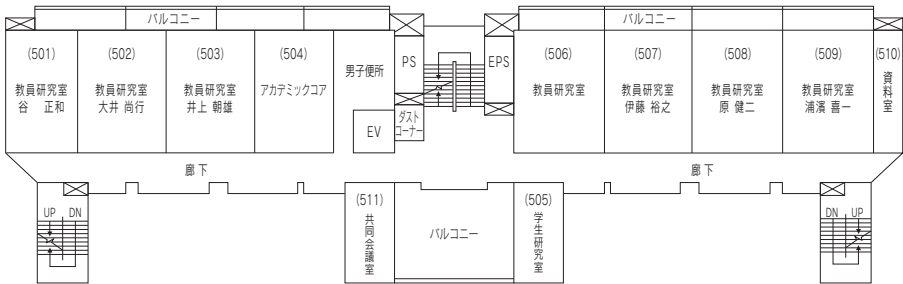 バルコニー
バルコニー
(501)
教員研究室
谷 正和
(502)
教員研究室
大井 尚行
(503)
教員研究室
井上 朝雄
(504)
アカデミックコア
男子便所
EV
PS
ダスト
コーナー
EPS
(506)
教員研究室
(507)
教員研究室
伊藤 裕之
(508)
教員研究室
原 健二
(509)
教員研究室
浦濱 喜一
(510)
資料室
廊下
廊下
UP DN
(511)
共同会議室
バルコニー
(505)
学生研究室
DN UP